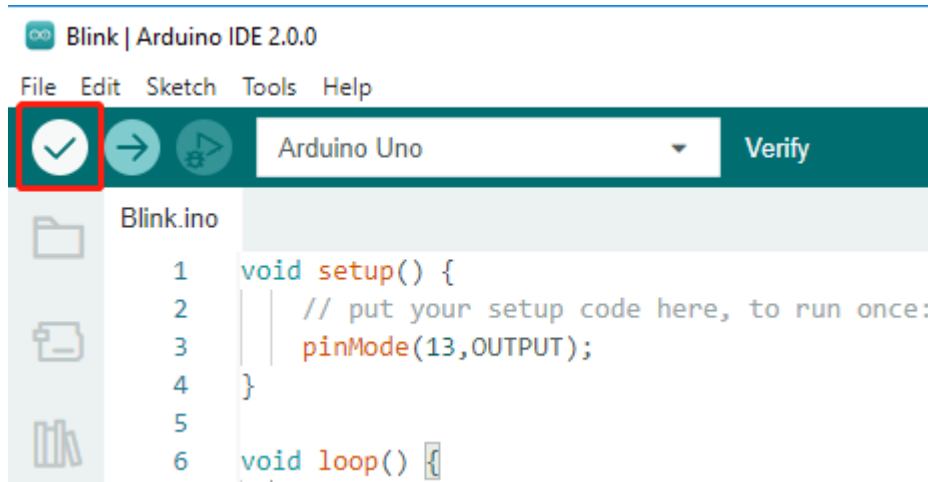 Blink | Arduino IDE 2.0.0
File Edit Sketch Tools Help
Arduino Uno Verify
Blink.ino
1 void setup() {
2 // put your setup code here, to run once:
3 pinMode(13,OUTPUT);
4 }
5
6 void loop() {